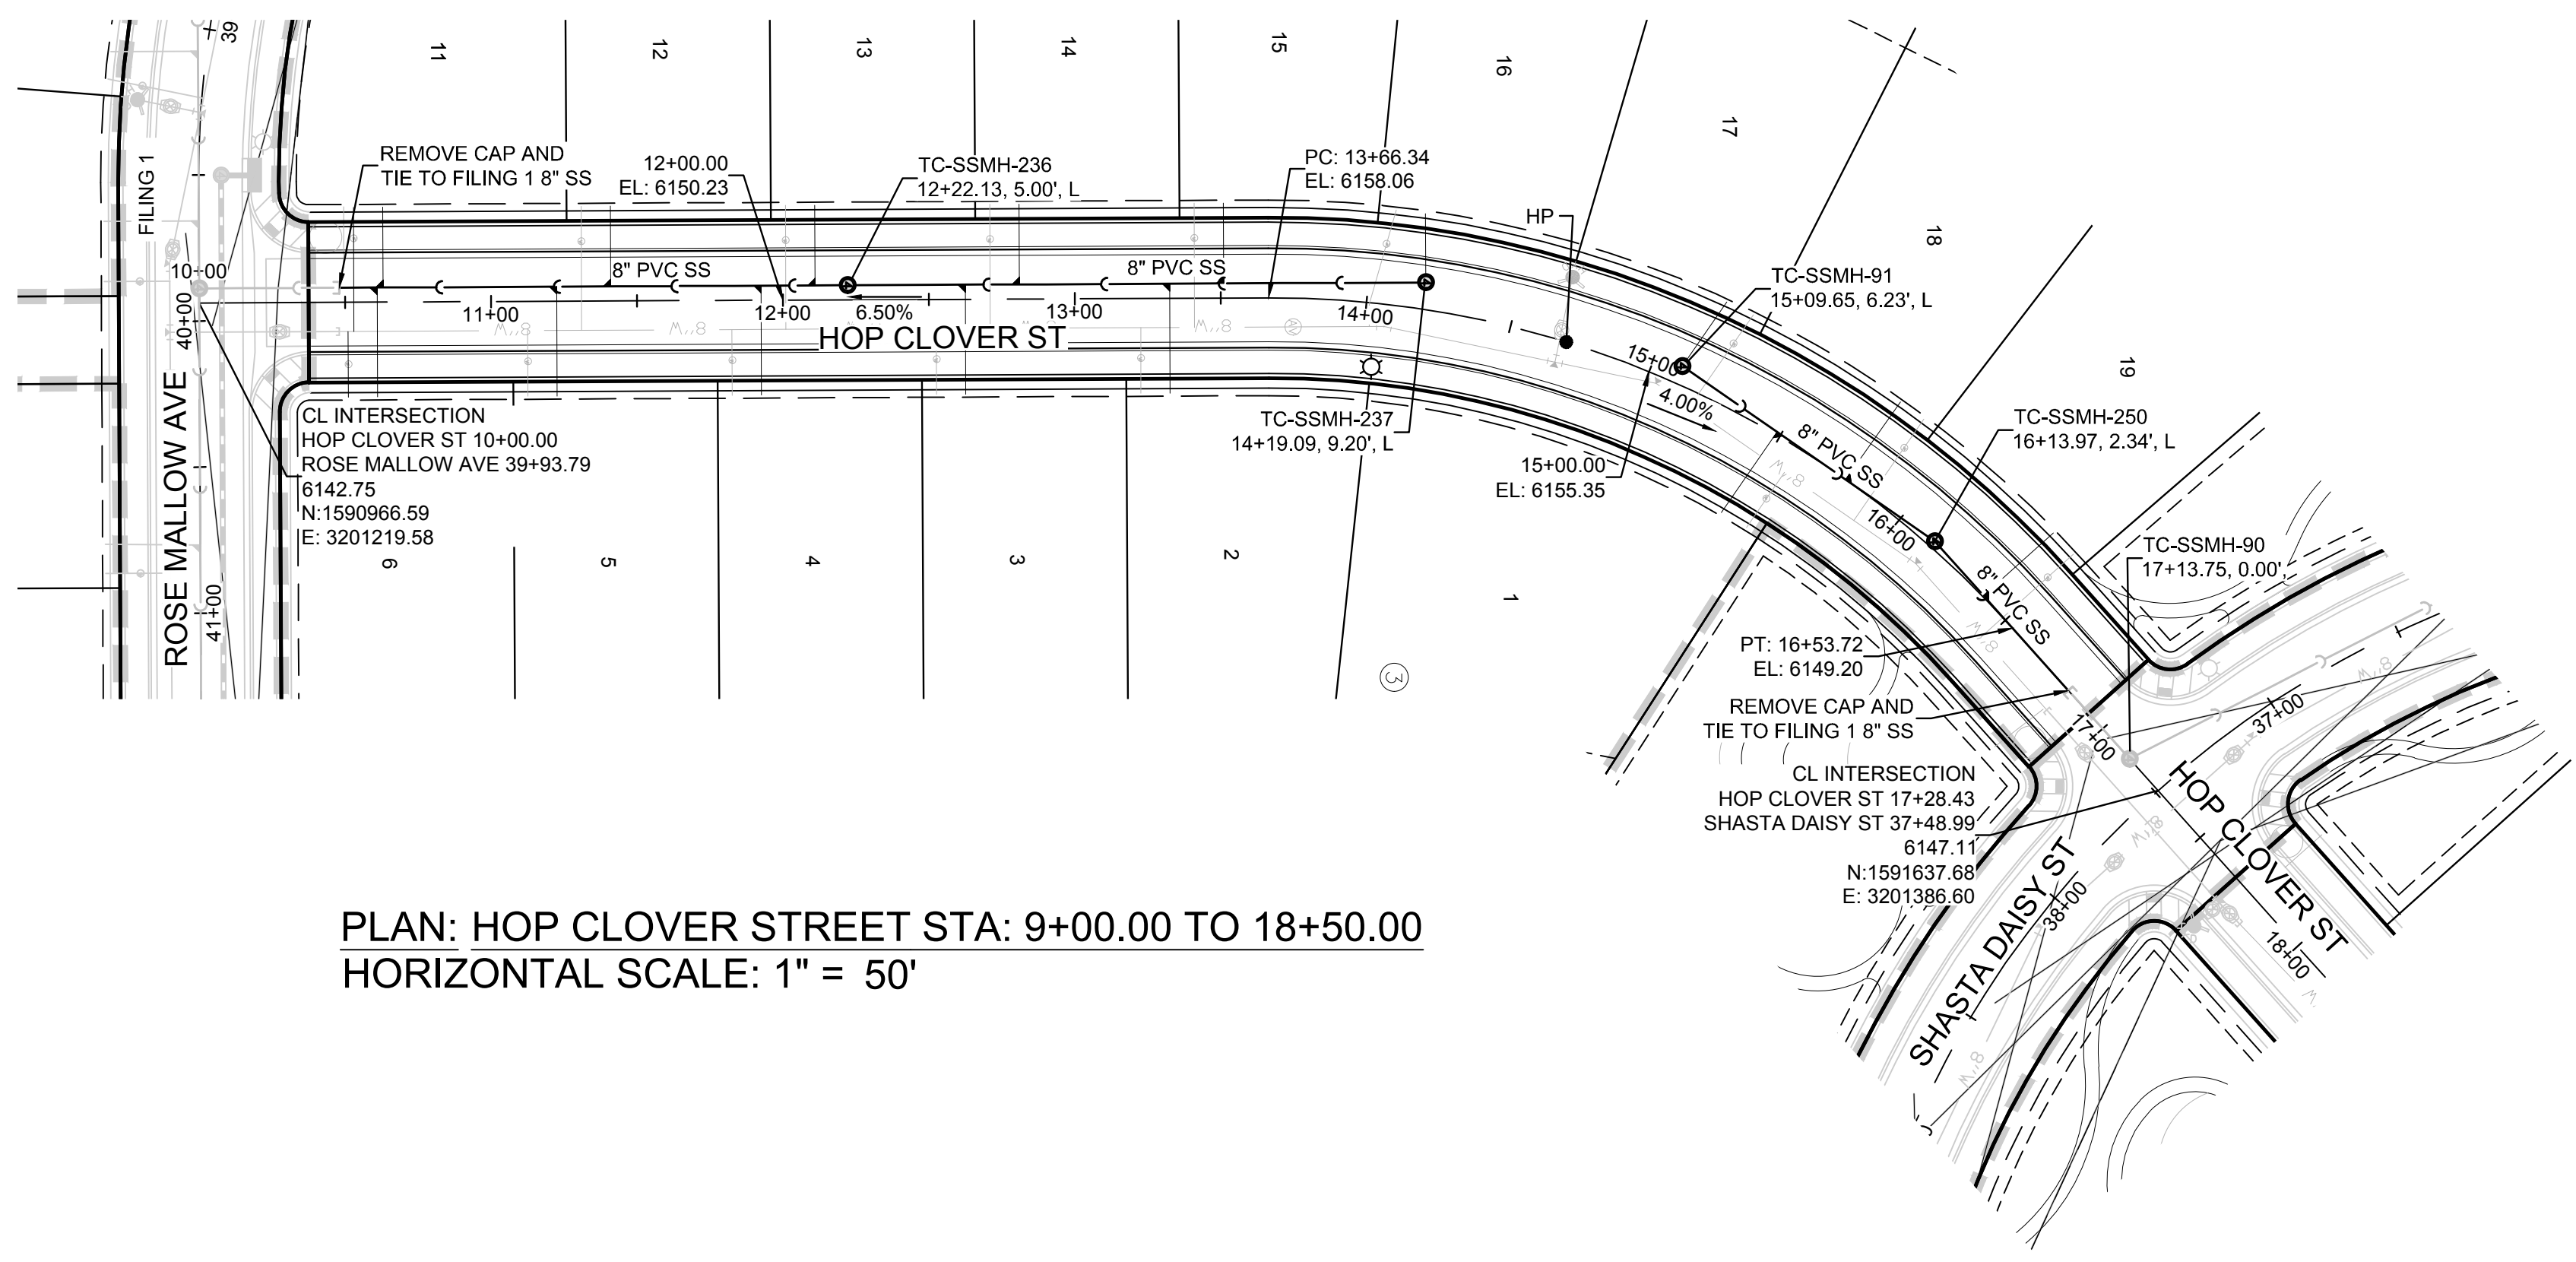 39
11
12
13
14
15
16
17
18
19
FILING 1
REMOVE CAP AND
TIE TO FILING 1 8" SS
12+00.00
EL: 6150.23
TC-SSMH-236
12+22.13, 5.00', L
PC: 13+66.34
EL: 6158.06
HP
TC-SSMH-91
15+09.65, 6.23', L
10+00
40+00
41+00
8" PVC SS
8" PVC SS
11+00
12+00
6.50%
13+00
14+00
8"W
8"W
8"W
HOP CLOVER ST
15+00
4.00%
8" PVC SS
8"W
ROSE MALLOW AVE
CL INTERSECTION
HOP CLOVER ST 10+00.00
ROSE MALLOW AVE 39+93.79
6142.75
N:1590966.59
E: 3201219.58
TC-SSMH-237
14+19.09, 9.20', L
15+00.00
EL: 6155.35
TC-SSMH-250
16+13.97, 2.34', L
16+00
8" PVC SS
8"W
TC-SSMH-90
17+13.75, 0.00',
6
5
4
3
2
1
3
PT: 16+53.72
EL: 6149.20
REMOVE CAP AND
TIE TO FILING 1 8" SS
17+00
37+00
8"W
CL INTERSECTION
HOP CLOVER ST 17+28.43
SHASTA DAISY ST 37+48.99
6147.11
N:1591637.68
E: 3201386.60
HOP CLOVER ST
8"W
SHASTA DAISY ST
38+00
18+00
8"W
PLAN: HOP CLOVER STREET STA: 9+00.00 TO 18+50.00
HORIZONTAL SCALE: 1" = 50'